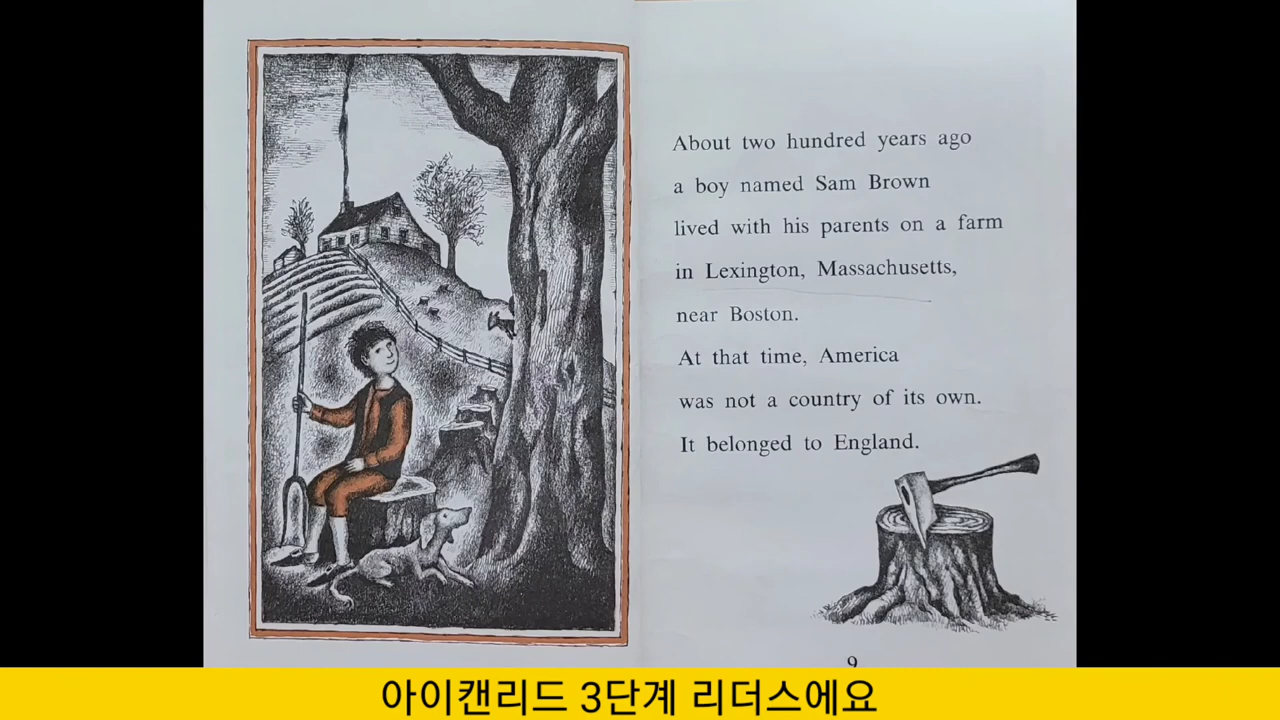 About two hundred years ago
a boy named Sam Brown
lived with his parents on a farm
in Lexington, Massachusetts,
near Boston.
At that time, America
was not a country of its own.
It belonged to England.
9
아이캔리드 3단계 리더스에요